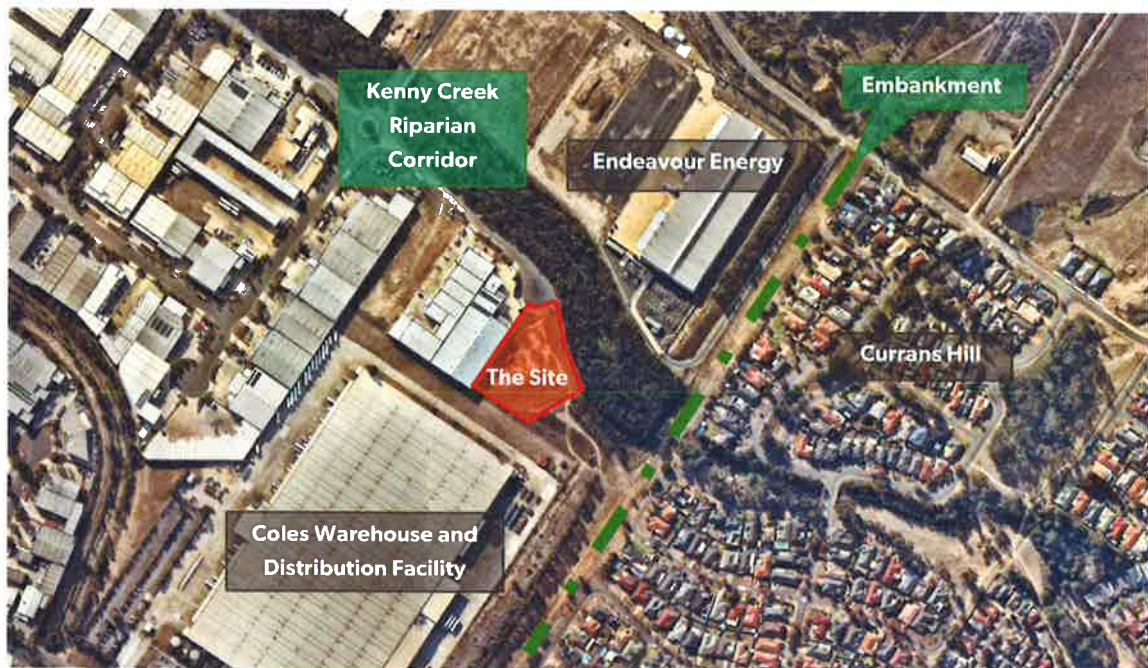 Kenny Creek
Riparian
Corridor
Embankment
Endeavour Energy
Currans Hill
The Site
Coles Warehouse and
Distribution Facility